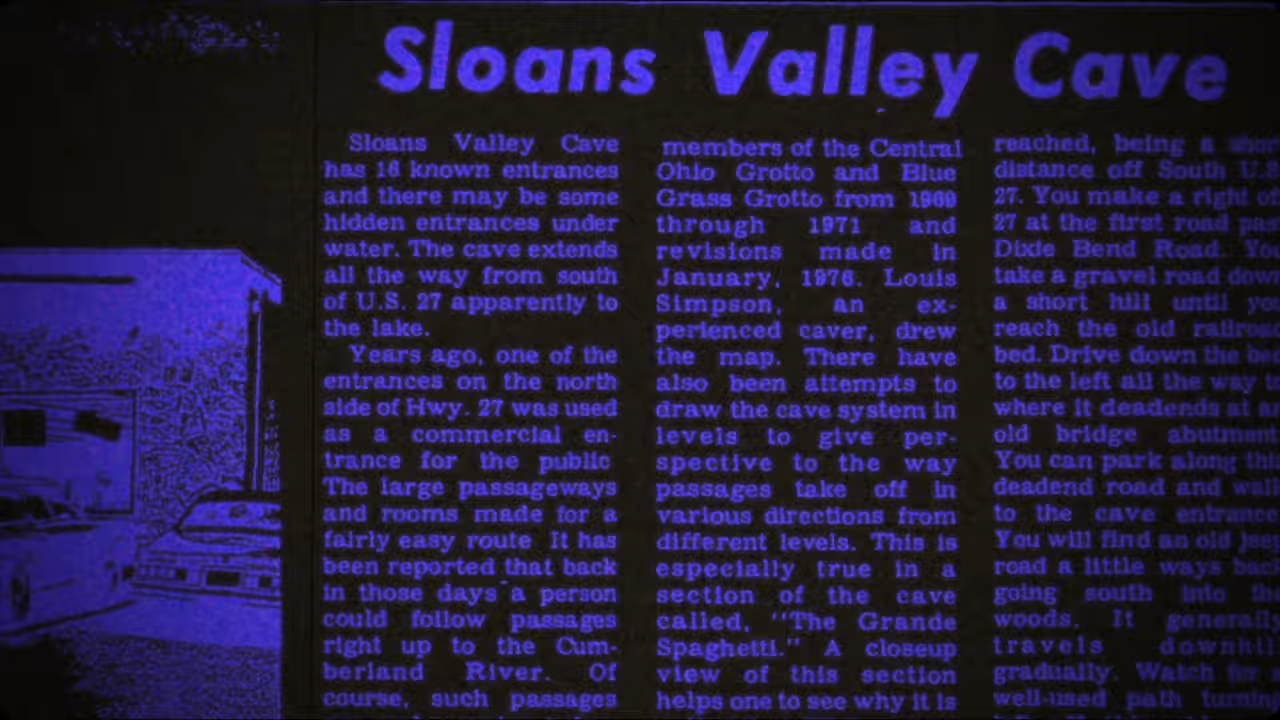 Sloans Valley Cave
Sloans Valley Cave
has 16 known entrances
and there may be some
hidden entrances under
water. The cave extends
all the way from south
of U.S. 27 apparently to
the lake.
Years ago, one of the
entrances on the north
side of Hwy. 27 was used
as a commercial en-
trance for the public
The large passageways
and rooms made for a
fairly easy route It has
been reported that back
in those days a person
could follow passages
right up to the Cum-
berland River. Of
course, such passages
members of the Central
Ohio Grotto and Blue
Grass Grotto from 1969
through 1971 and
revisions made in
January, 1976. Louis
Simpson, an ex-
perienced caver, drew
the map. There have
also been attempts to
draw the cave system in
levels to give per-
spective to the way
passages take off in
various directions from
different levels. This is
especially true in a
section of the cave
called, "The Grande
Spaghetti." A closeup
view of this section
helps one to see why it is
reached, being a short
distance off South U.S
27. You make a right of
27 at the first road pas
Dixie Bend Road. You
take a gravel road down
a short hill until yo
reach the old railroa
bed. Drive down the be
to the left all the way t
where it deadends at a
old bridge abutment
You can park along this
deadend road and walk
to the cave entrance
You will find an old jeep
road a little ways back
going south into the
woods. It generally
travels downhill
gradually. Watch for a
well-used path turning